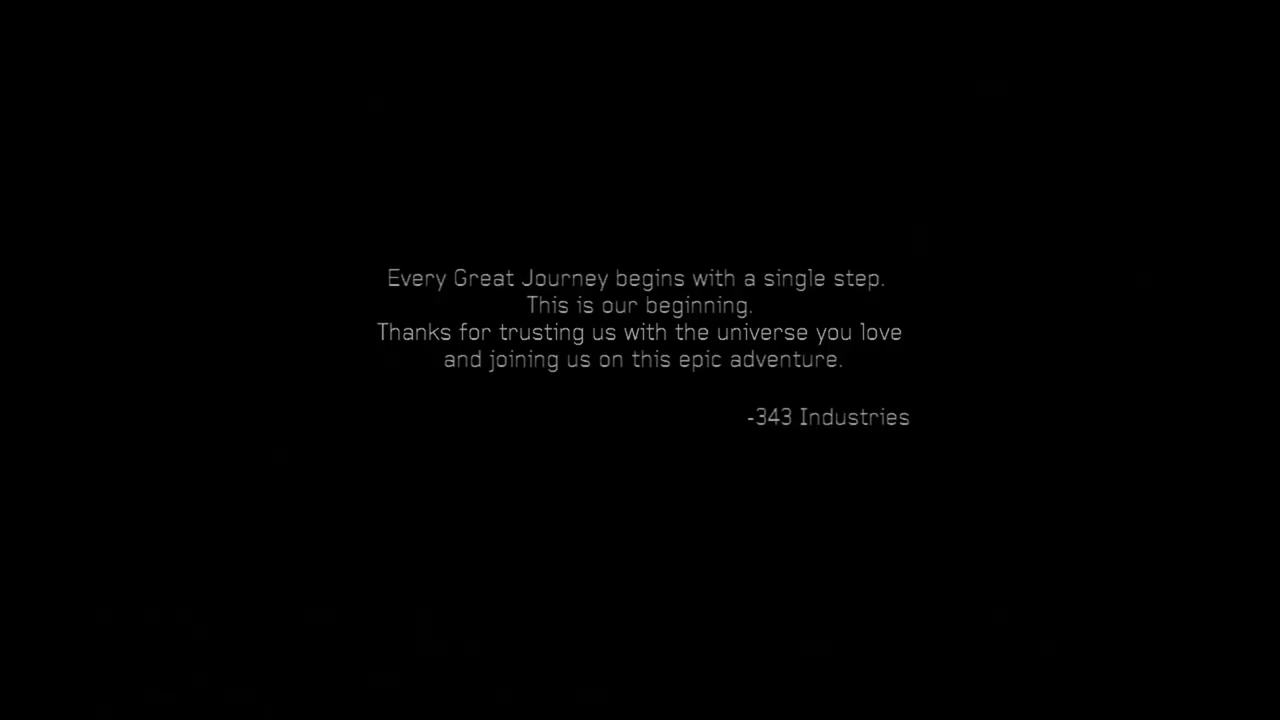 Every Great Journey begins with a single step.
This is our beginning.
Thanks for trusting us with the universe you love
and joining us on this epic adventure.
-343 Industries